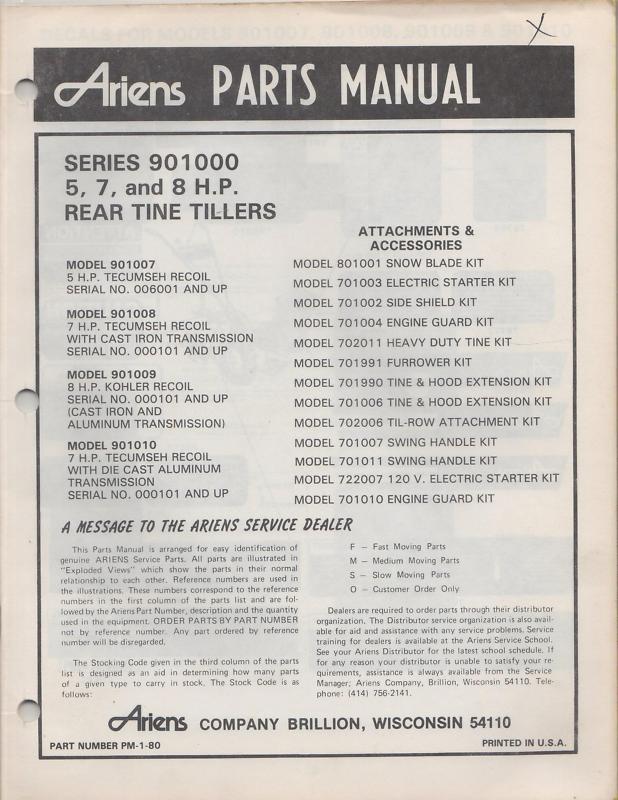 Ariens PARTS MANUAL
SERIES 901000
5, 7, and 8 H.P.
REAR TINE TILLERS
MODEL 901007
5 H.P. TECUMSEH RECOIL
SERIAL NO. 006001 AND UP
MODEL 901008
7 H.P. TECUMSEH RECOIL
WITH CAST IRON TRANSMISSION
SERIAL NO. 000101 AND UP
MODEL 901009
8 H.P. KOHLER RECOIL
SERIAL NO. 000101 AND UP
(CAST IRON AND
ALUMINUM TRANSMISSION)
MODEL 901010
7 H.P. TECUMSEH RECOIL
WITH DIE CAST ALUMINUM
TRANSMISSION
SERIAL NO. 000101 AND UP
ATTACHMENTS &
ACCESSORIES
MODEL 801001 SNOW BLADE KIT
MODEL 701003 ELECTRIC STARTER KIT
MODEL 701002 SIDE SHIELD KIT
MODEL 701004 ENGINE GUARD KIT
MODEL 702011 HEAVY DUTY TINE KIT
MODEL 701991 FURROWER KIT
MODEL 701990 TINE & HOOD EXTENSION KIT
MODEL 701006 TINE & HOOD EXTENSION KIT
MODEL 702006 TIL-ROW ATTACHMENT KIT
MODEL 701007 SWING HANDLE KIT
MODEL 701011 SWING HANDLE KIT
MODEL 722007 120 V. ELECTRIC STARTER KIT
MODEL 701010 ENGINE GUARD KIT
A MESSAGE TO THE ARIENS SERVICE DEALER
This Parts Manual is arranged for easy identification of
genuine ARIENS Service Parts. All parts are illustrated in
"Exploded Views" which show the parts in their normal
relationship to each other. Reference numbers are used in
the illustrations. These numbers correspond to the reference
numbers in the first column of the parts list and are fol-
lowed by the Ariens Part Number, description and the quantity
used in the equipment. ORDER PARTS BY PART NUMBER
not by reference number. Any part ordered by reference
number will be disregarded.
The Stocking Code given in the third column of the parts
list is designed as an aid in determining how many parts
of a given type to carry in stock. The Stock Code is as
follows:
F – Fast Moving Parts
M – Medium Moving Parts
S – Slow Moving Parts
O – Customer Order Only
Dealers are required to order parts through their distributor
organization. The Distributor service organization is also avail-
able for aid and assistance with any service problems. Service
training for dealers is available at the Ariens Service School.
See your Ariens Distributor for the latest school schedule. If
for any reason your distributor is unable to satisfy your re-
quirements, assistance is always available from the Service
Manager; Ariens Company, Brillion, Wisconsin 54110. Tele-
phone: (414) 756-2141.
Ariens COMPANY BRILLION, WISCONSIN 54110
PART NUMBER PM-1-80
PRINTED IN U.S.A.